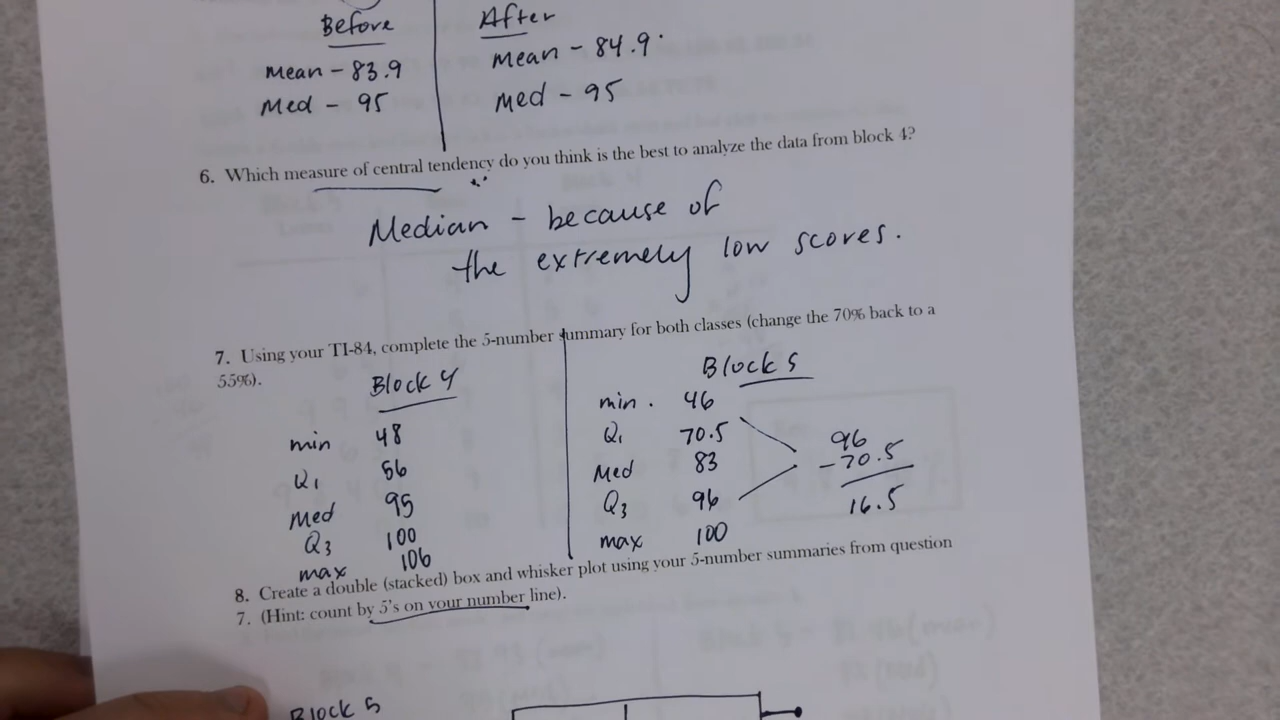 Before
mean - 83.9
Med - 95
After
mean - 84.9
Med - 95
6. Which measure of central tendency do you think is the best to analyze the data from block 4?
Median - because of
the extremely low scores.
7. Using your TI-84, complete the 5-number summary for both classes (change the 70% back to a
55%).
Block 4
min 48
Q1 56
Med 95
Q3 100
max 106
Block 5
min. 46
Q1 70.5
Med 83
Q3 96
max 100
96
-70.5
16.5
8. Create a double (stacked) box and whisker plot using your 5-number summaries from question
7. (Hint: count by 5's on your number line).
Block 5